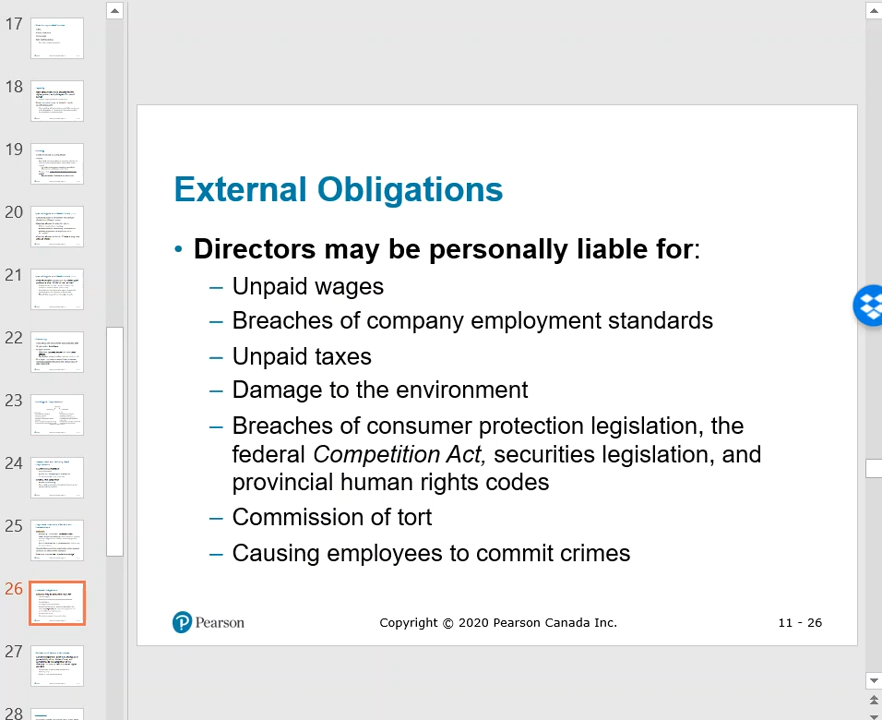 17
18
19
20
21
22
23
24
25
26
27
28
External Obligations
• Directors may be personally liable for:
– Unpaid wages
– Breaches of company employment standards
– Unpaid taxes
– Damage to the environment
– Breaches of consumer protection legislation, the
federal Competition Act, securities legislation, and
provincial human rights codes
– Commission of tort
– Causing employees to commit crimes
Pearson
Copyright © 2020 Pearson Canada Inc.
11 - 26